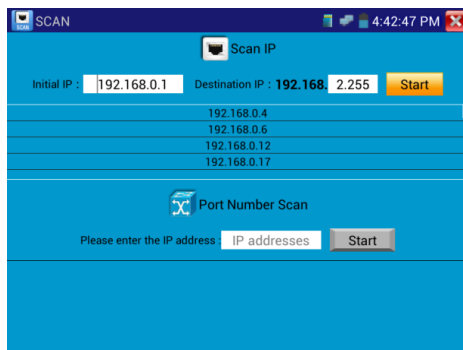 SCAN 4:42:47 PM
SCAN
Scan IP
Initial IP : 192.168.0.1 Destination IP : 192.168. 2.255 Start
192.168.0.4
192.168.0.6
192.168.0.12
192.168.0.17
Port Number Scan
Please enter the IP address : IP addresses Start